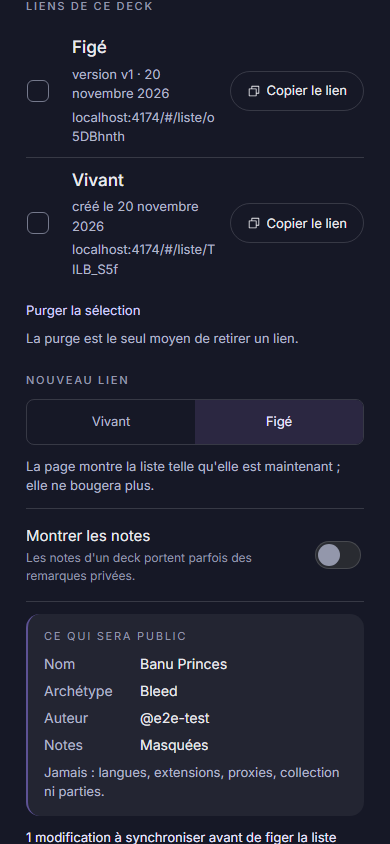 LIENS DE CE DECK
Figé
version v1 · 20
novembre 2026
localhost:4174/#/liste/o
5DBhnth
Copier le lien
Vivant
créé le 20 novembre
2026
localhost:4174/#/liste/T
ILB_S5f
Copier le lien
Purger la sélection
La purge est le seul moyen de retirer un lien.
NOUVEAU LIEN
Vivant
Figé
La page montre la liste telle qu'elle est maintenant ;
elle ne bougera plus.
Montrer les notes
Les notes d'un deck portent parfois des
remarques privées.
CE QUI SERA PUBLIC
Nom Banu Princes
Archétype Bleed
Auteur @e2e-test
Notes Masquées
Jamais : langues, extensions, proxies, collection
ni parties.
1 modification à synchroniser avant de figer la liste